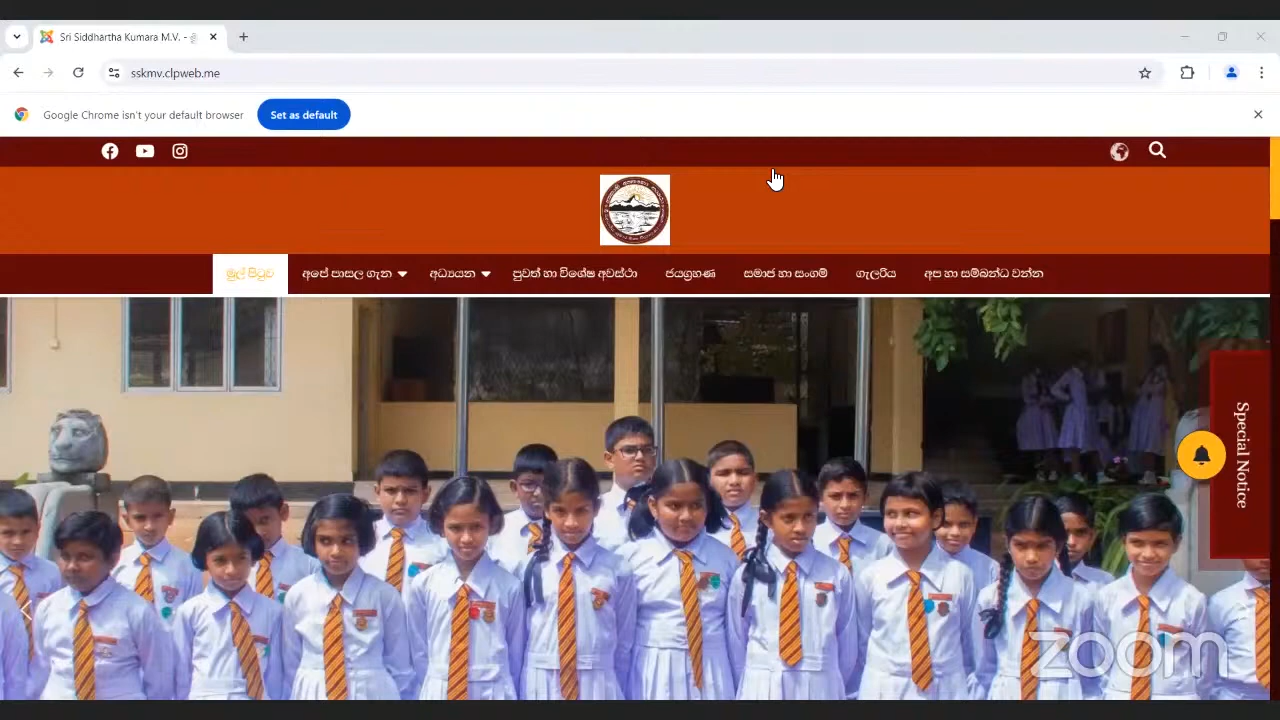 Sri Siddhartha Kumara M.V. -
sskmv.clpweb.me
Google Chrome isn't your default browser
Set as default
මුල් පිටුව
අපේ පාසල ගැන
අධ්‍යයන
පුවත් හා විශේෂ අවස්ථා
ජයග්‍රහණ
සමාජ හා සංගම්
ගැලරිය
අප හා සම්බන්ධ වන්න
Special Notice
zoom